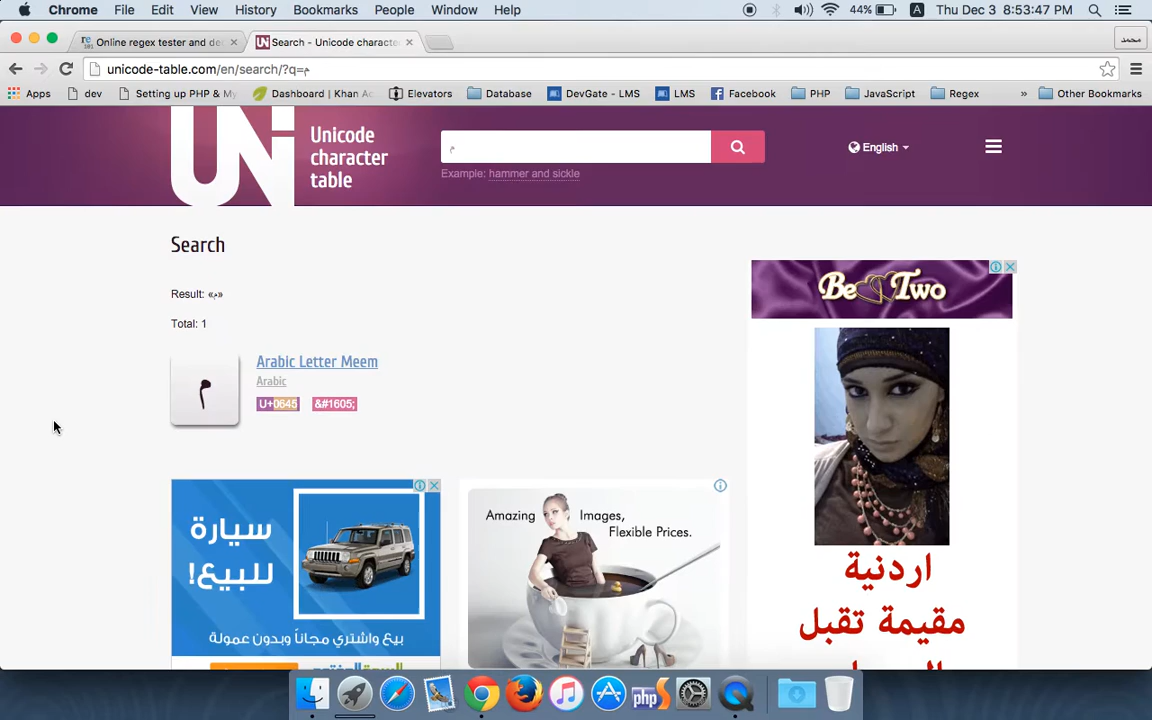 Chrome File Edit View History Bookmarks People Window Help 44% A Thu Dec 3 8:53:47 PM
Online regex tester and de Search - Unicode characte محمد
unicode-table.com/en/search/?q=م
Apps dev Setting up PHP & My Dashboard | Khan Ac Elevators Database DevGate - LMS LMS Facebook PHP JavaScript Regex » Other Bookmarks
UNi
Unicode
character
table
م
Example: hammer and sickle
English
Search
Result: «م»
Total: 1
م
Arabic Letter Meem
Arabic
U+0645 &#1605;
Be Two
سيارة
للبيع!
بيع واشتري مجاناً وبدون عمولة
Amazing Images,
Flexible Prices.
اردنية
مقيمة تقبل
php